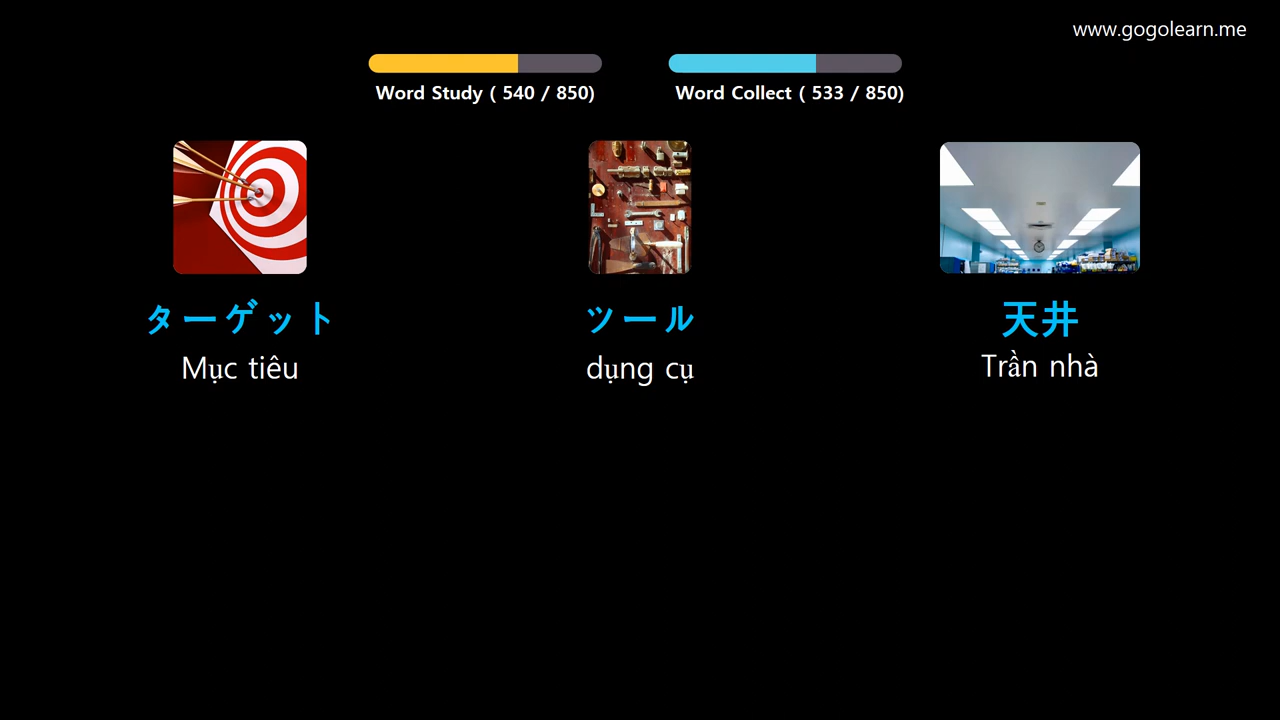 www.gogolearn.me
Word Study ( 540 / 850)
Word Collect ( 533 / 850)
ターゲット
ツール
天井
Mục tiêu
dụng cụ
Trần nhà